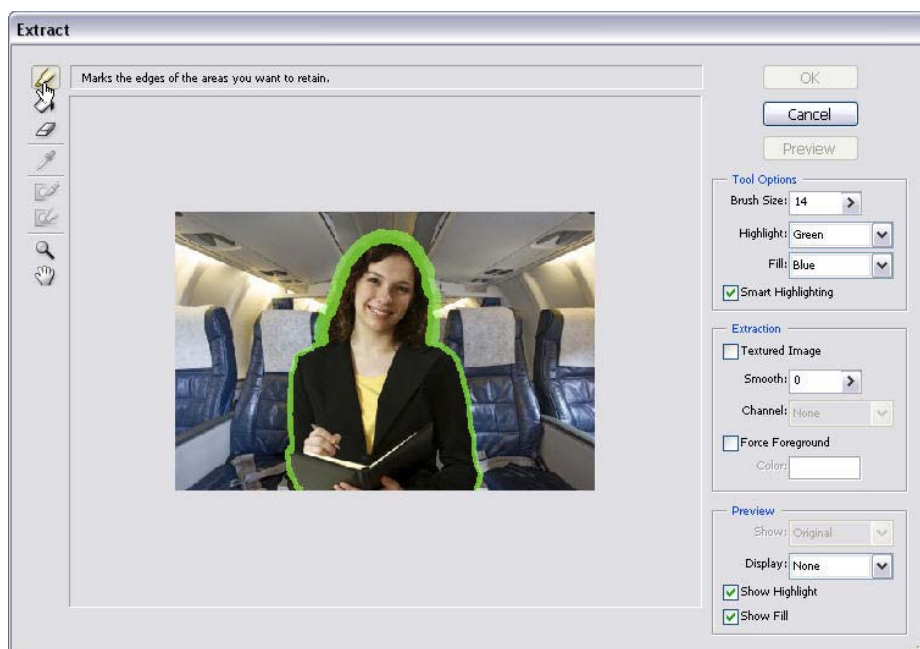 Extract
Marks the edges of the areas you want to retain.
OK
Cancel
Preview
Tool Options
Brush Size: 14
Highlight: Green
Fill: Blue
Smart Highlighting
Extraction
Textured Image
Smooth: 0
Channel: None
Force Foreground
Color:
Preview
Show: Original
Display: None
Show Highlight
Show Fill